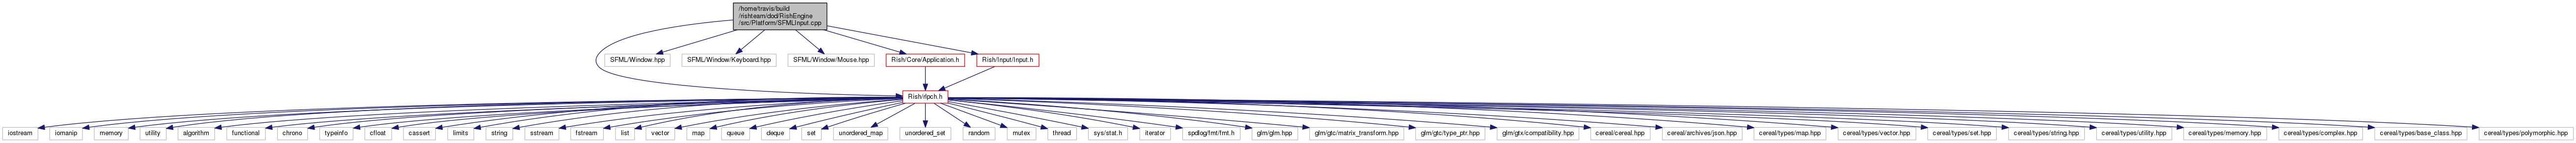 /home/travis/build
/rishteam/dod/RishEngine
/src/Platform/SFMLInput.cpp
SFML/Window.hpp
SFML/Window/Keyboard.hpp
SFML/Window/Mouse.hpp
Rish/Core/Application.h
Rish/Input/Input.h
Rish/rlpch.h
iostream
iomanip
memory
utility
algorithm
functional
chrono
typeinfo
cfloat
cassert
limits
string
sstream
fstream
list
vector
map
queue
deque
set
unordered_map
unordered_set
random
mutex
thread
sys/stat.h
iterator
spdlog/fmt/fmt.h
glm/glm.hpp
glm/gtc/matrix_transform.hpp
glm/gtc/type_ptr.hpp
glm/gtx/compatibility.hpp
cereal/cereal.hpp
cereal/archives/json.hpp
cereal/types/map.hpp
cereal/types/vector.hpp
cereal/types/set.hpp
cereal/types/string.hpp
cereal/types/utility.hpp
cereal/types/memory.hpp
cereal/types/complex.hpp
cereal/types/base_class.hpp
cereal/types/polymorphic.hpp